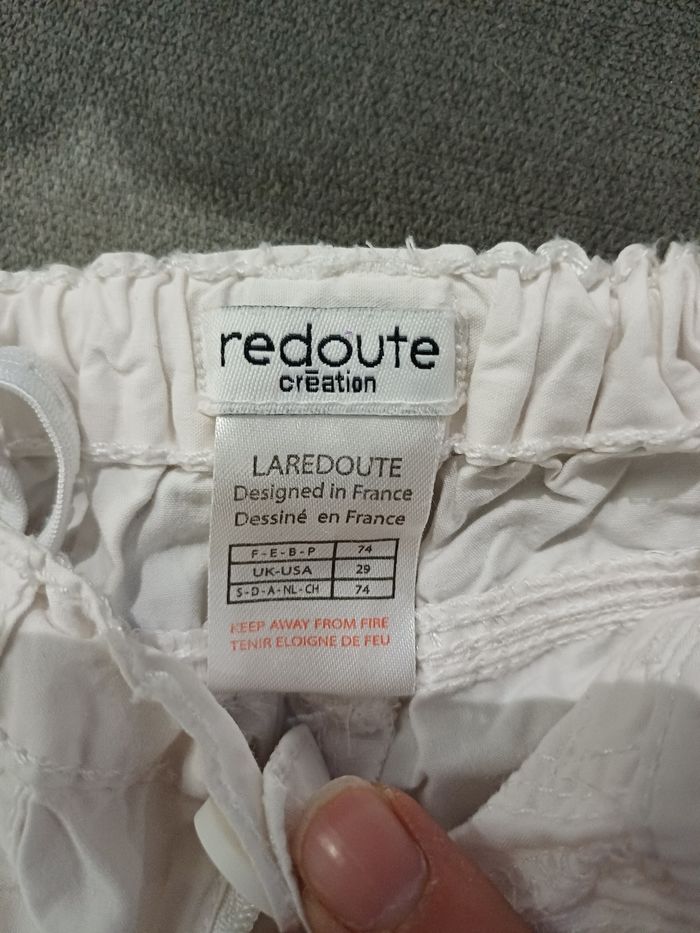 redoute
crēation
LAREDOUTE
Designed in France
Dessiné en France
F-E-B-P 74
UK-USA 29
S-D-A-NL-CH 74
KEEP AWAY FROM FIRE
TENIR ELOIGNE DE FEU